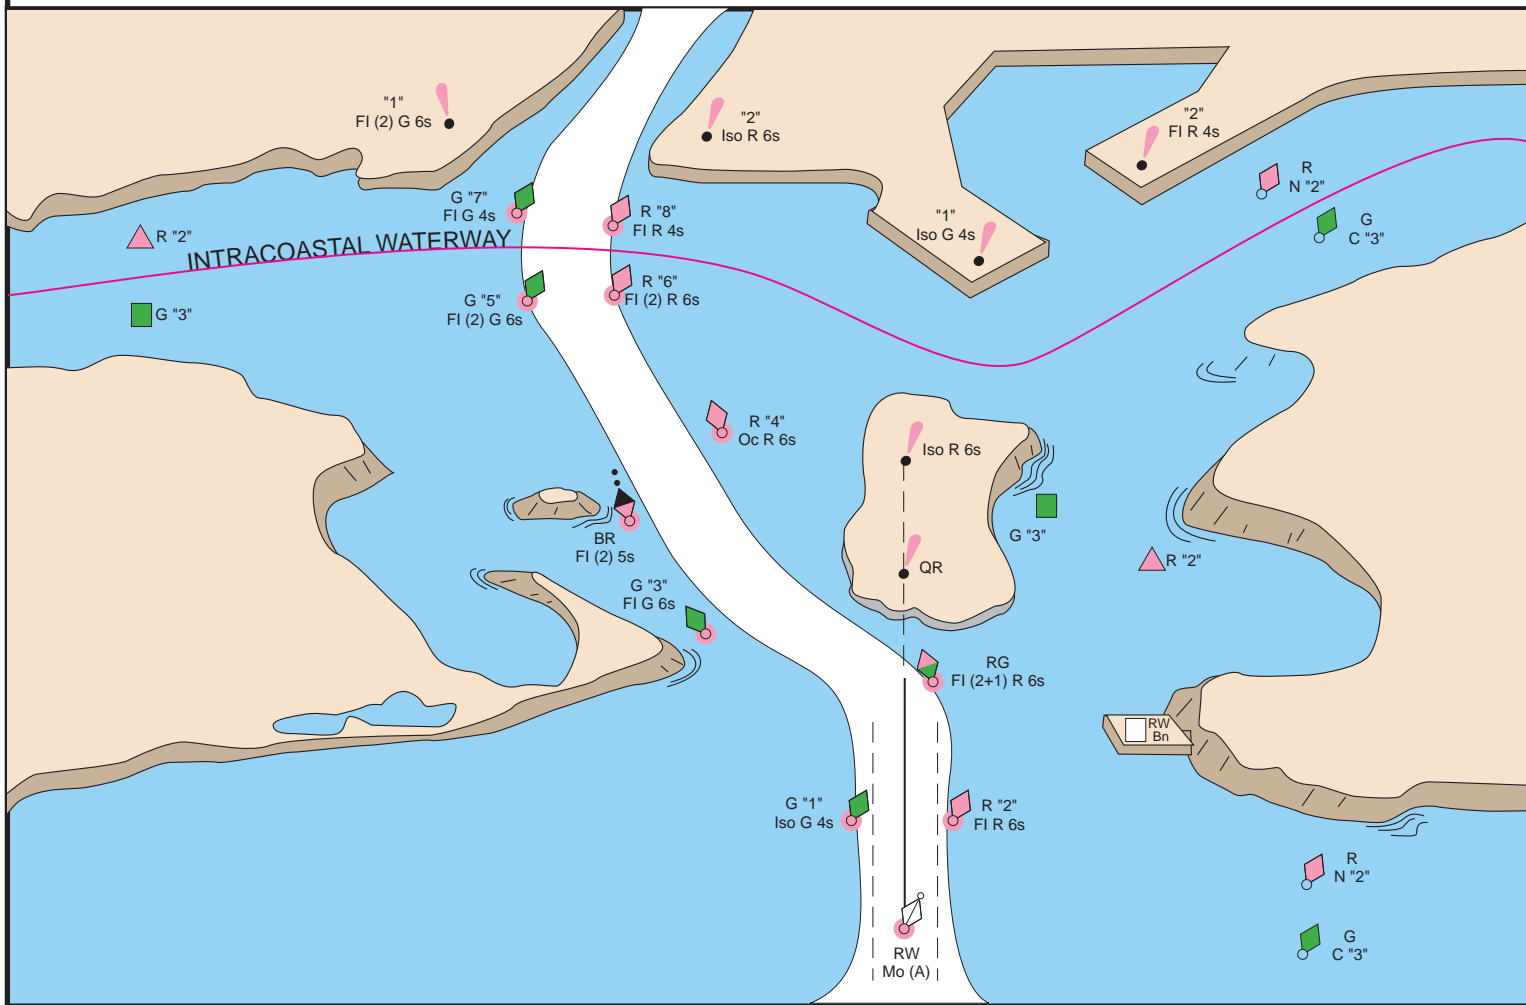 "1"
Fl (2) G 6s
"2"
Iso R 6s
"2"
Fl R 4s
R
N "2"
G "7"
Fl G 4s
R "8"
Fl R 4s
"1"
Iso G 4s
G
C "3"
R "2"
INTRACOASTAL WATERWAY
G "3"
G "5"
Fl (2) G 6s
R "6"
Fl (2) R 6s
R "4"
Oc R 6s
Iso R 6s
BR
Fl (2) 5s
G "3"
R "2"
QR
G "3"
Fl G 6s
RG
Fl (2+1) R 6s
RW
Bn
G "1"
Iso G 4s
R "2"
Fl R 6s
R
N "2"
G
C "3"
RW
Mo (A)